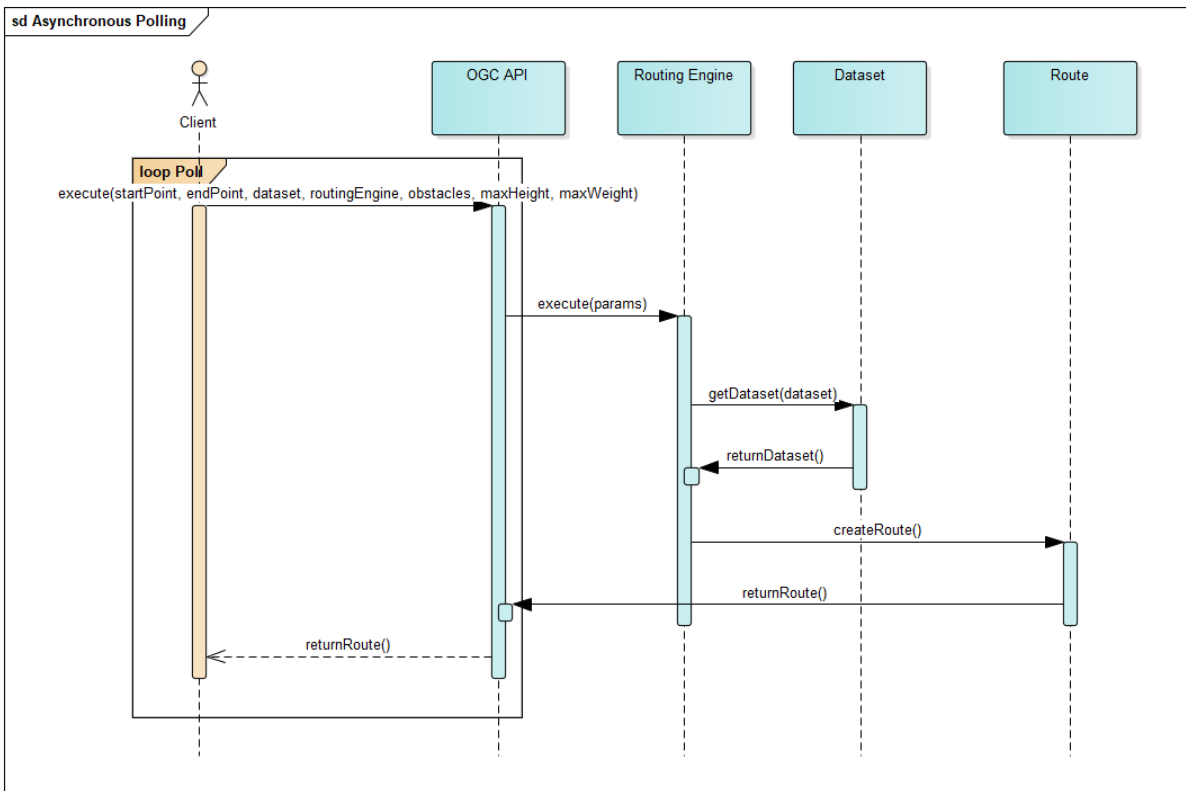 sd Asynchronous Polling
OGC API
Routing Engine
Dataset
Route
Client
loop Poll
execute(startPoint, endPoint, dataset, routingEngine, obstacles, maxHeight, maxWeight)
execute(params)
getDataset(dataset)
returnDataset()
createRoute()
returnRoute()
returnRoute()